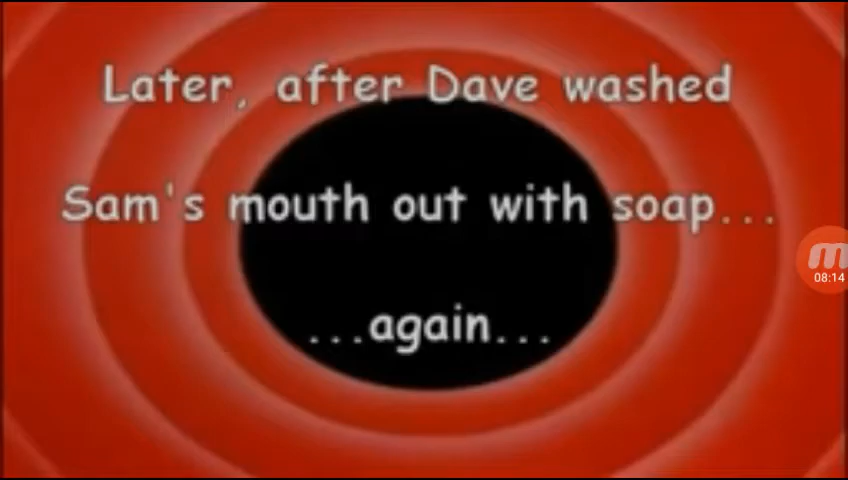 Later, after Dave washed
Sam's mouth out with soap...
...again...
08:14